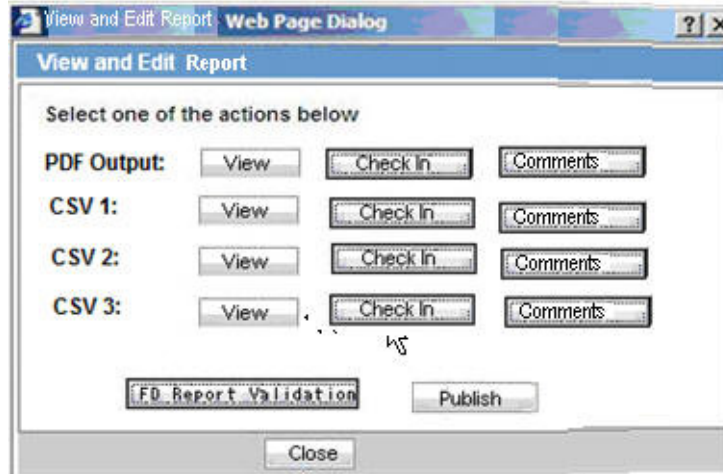 View and Edit Report Web Page Dialog ? X
View and Edit Report
Select one of the actions below
PDF Output: View Check In Comments
CSV 1: View Check In Comments
CSV 2: View Check In Comments
CSV 3: View Check In Comments
FD Report Validation Publish
Close